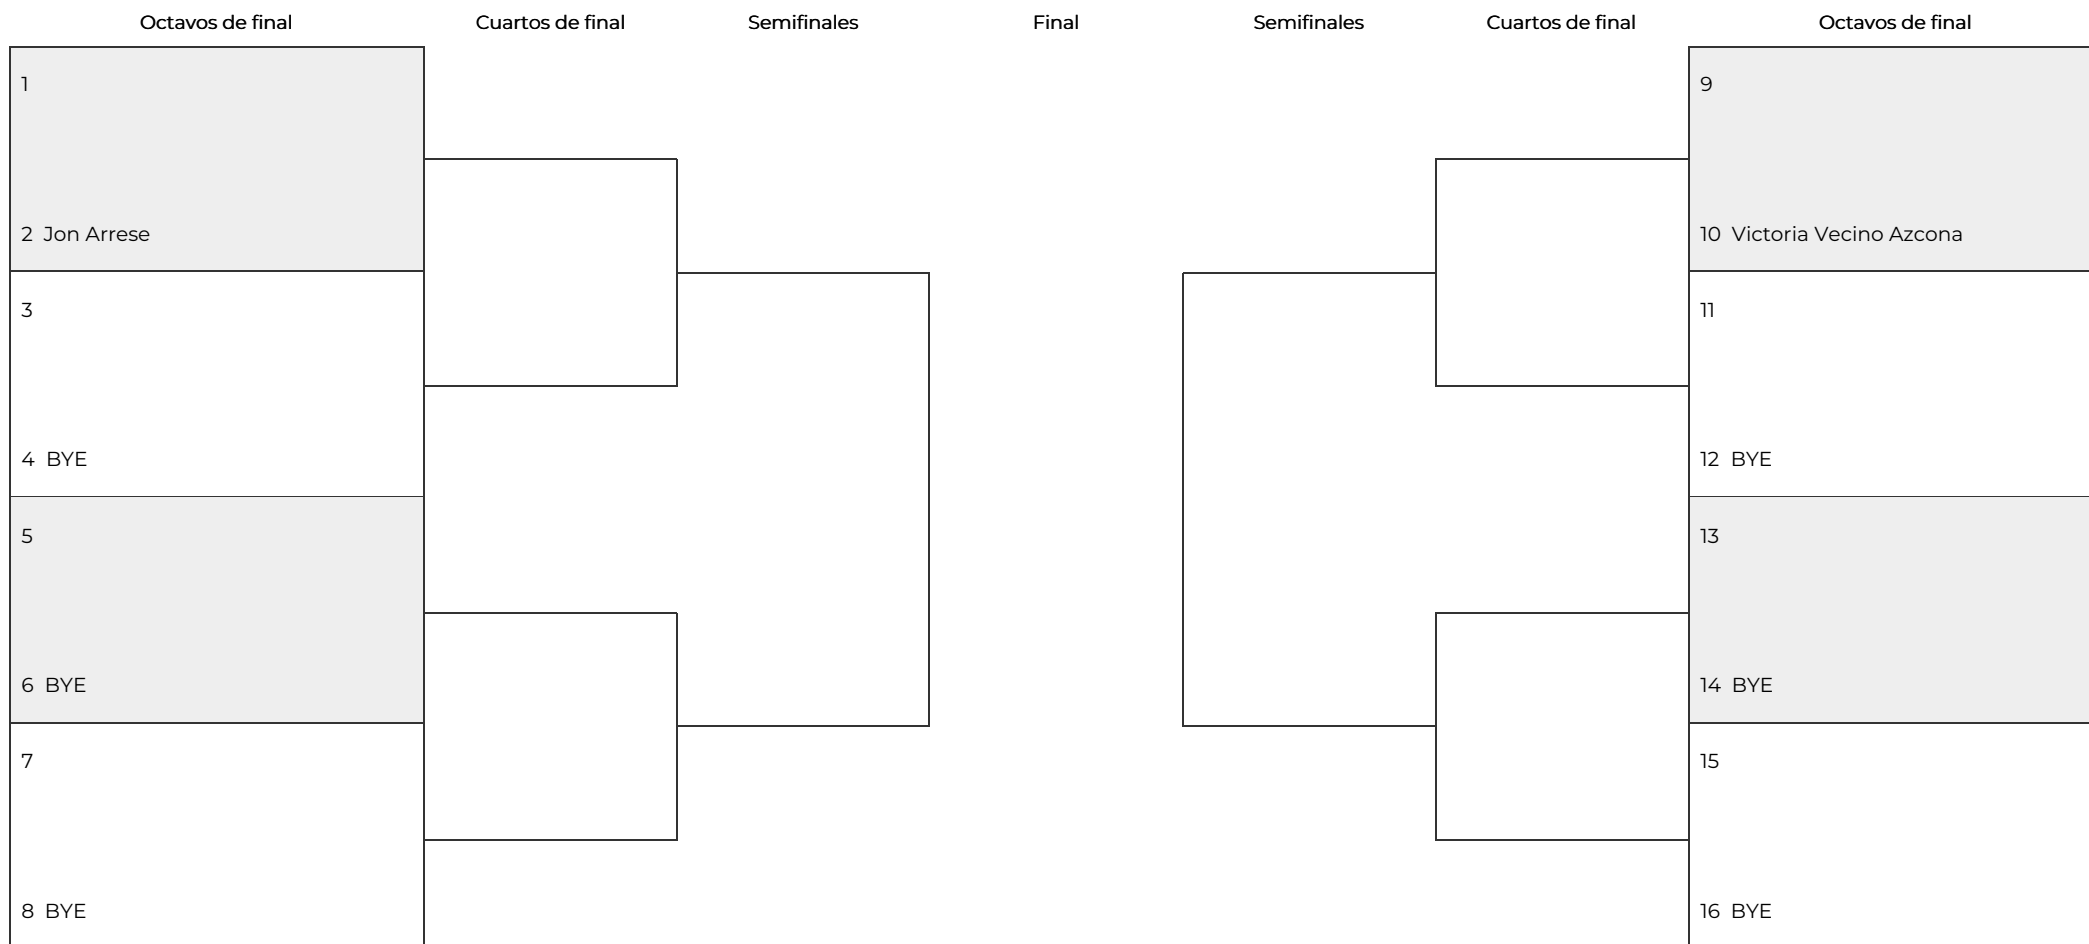 Octavos de final Cuartos de final Semifinales Final Semifinales Cuartos de final Octavos de final
1
2 Jon Arrese
3
4 BYE
5
6 BYE
7
8 BYE
9
10 Victoria Vecino Azcona
11
12 BYE
13
14 BYE
15
16 BYE